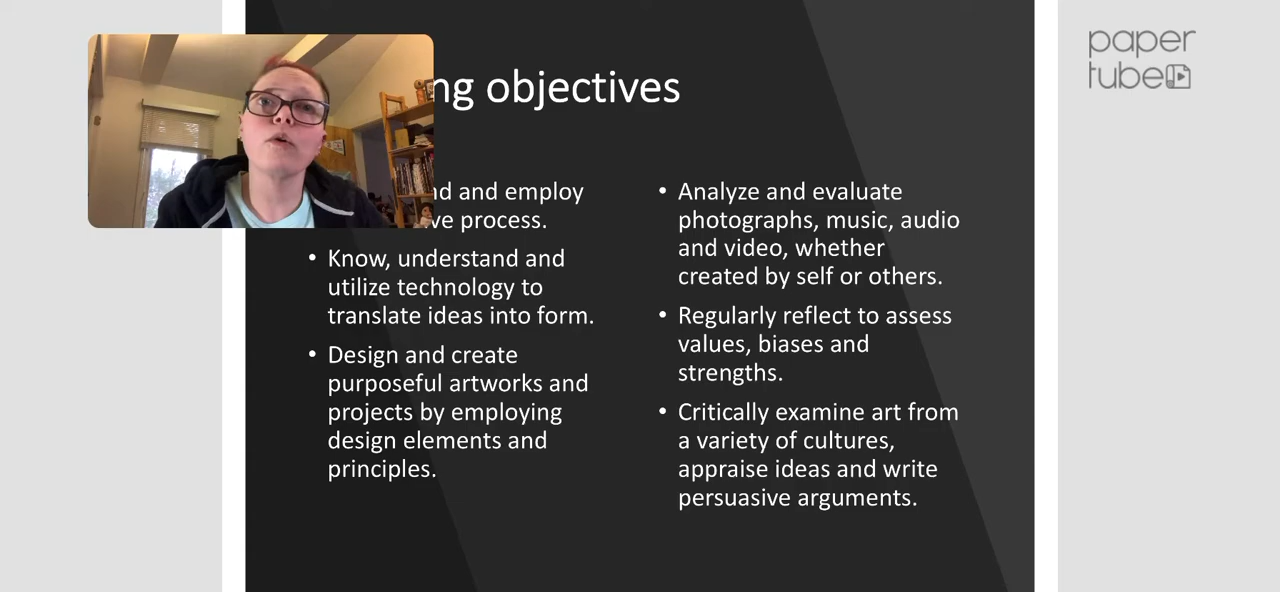 objectives
and employ
process.
• Know, understand and
utilize technology to
translate ideas into form.
• Design and create
purposeful artworks and
projects by employing
design elements and
principles.
• Analyze and evaluate
photographs, music, audio
and video, whether
created by self or others.
• Regularly reflect to assess
values, biases and
strengths.
• Critically examine art from
a variety of cultures,
appraise ideas and write
persuasive arguments.
paper
tube